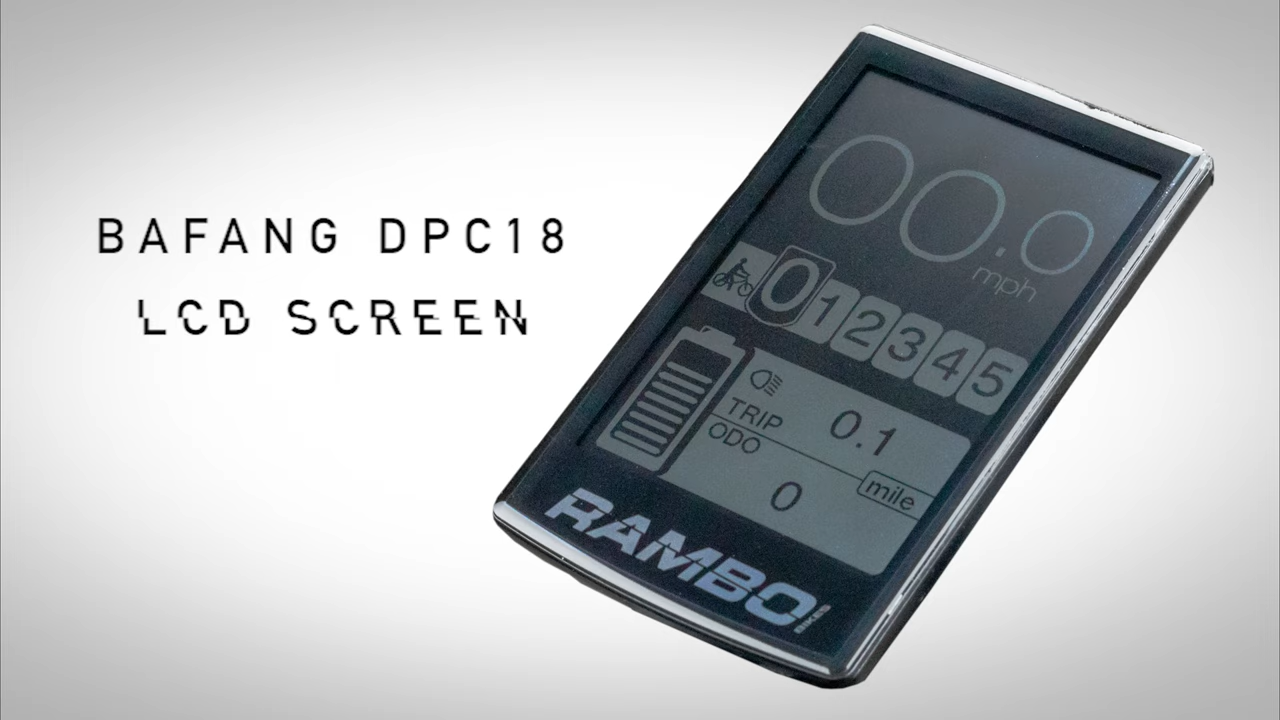 BAFANG DPC18
LCD SCREEN
00.0
mph
0 1 2 3 4 5
TRIP 0.1
ODO
mile
0
RAMBO
BIKES